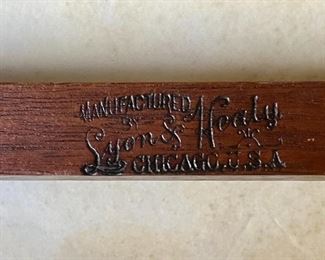 MANUFACTURED
BY
Lyon & Healy
CHICAGO, U.S.A